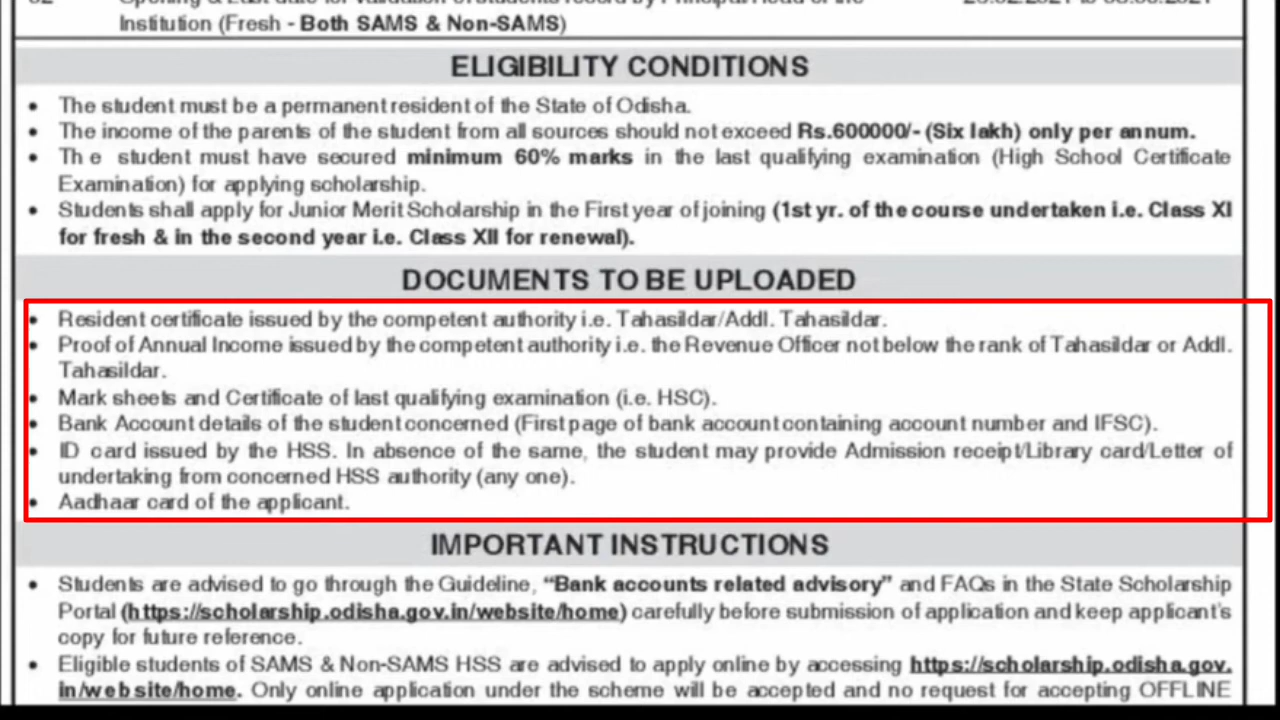 Institution (Fresh - Both SAMS & Non-SAMS)
ELIGIBILITY CONDITIONS
• The student must be a permanent resident of the State of Odisha.
• The income of the parents of the student from all sources should not exceed Rs.600000/- (Six lakh) only per annum.
• The student must have secured minimum 60% marks in the last qualifying examination (High School Certificate
Examination) for applying scholarship.
• Students shall apply for Junior Merit Scholarship in the First year of joining (1st yr. of the course undertaken i.e. Class XI
for fresh & in the second year i.e. Class XII for renewal).
DOCUMENTS TO BE UPLOADED
• Resident certificate issued by the competent authority i.e. Tahasildar/Addl. Tahasildar.
• Proof of Annual Income issued by the competent authority i.e. the Revenue Officer not below the rank of Tahasildar or Addl.
Tahasildar.
• Mark sheets and Certificate of last qualifying examination (i.e. HSC).
• Bank Account details of the student concerned (First page of bank account containing account number and IFSC).
• ID card issued by the HSS. In absence of the same, the student may provide Admission receipt/Library card/Letter of
undertaking from concerned HSS authority (any one).
• Aadhaar card of the applicant.
IMPORTANT INSTRUCTIONS
• Students are advised to go through the Guideline, “Bank accounts related advisory” and FAQs in the State Scholarship
Portal (https://scholarship.odisha.gov.in/website/home) carefully before submission of application and keep applicant's
copy for future reference.
• Eligible students of SAMS & Non-SAMS HSS are advised to apply online by accessing https://scholarship.odisha.gov.
in/website/home. Only online application under the scheme will be accepted and no request for accepting OFFLINE